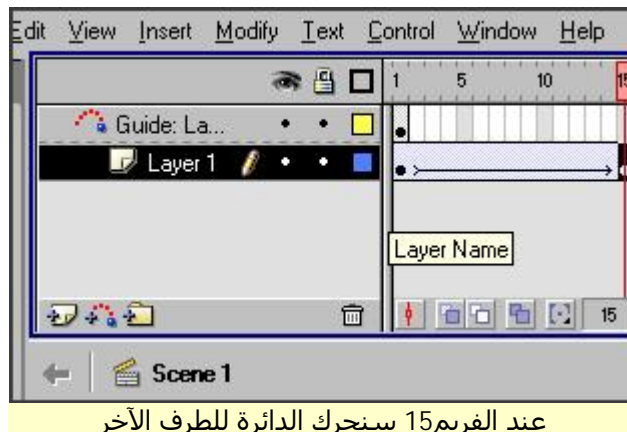 Edit View Insert Modify Text Control Window Help
1 5 10 15
Guide: La...
Layer 1
Layer Name
15
Scene 1
عند الفريم15 سنحرك الدائرة للطرف الآخر